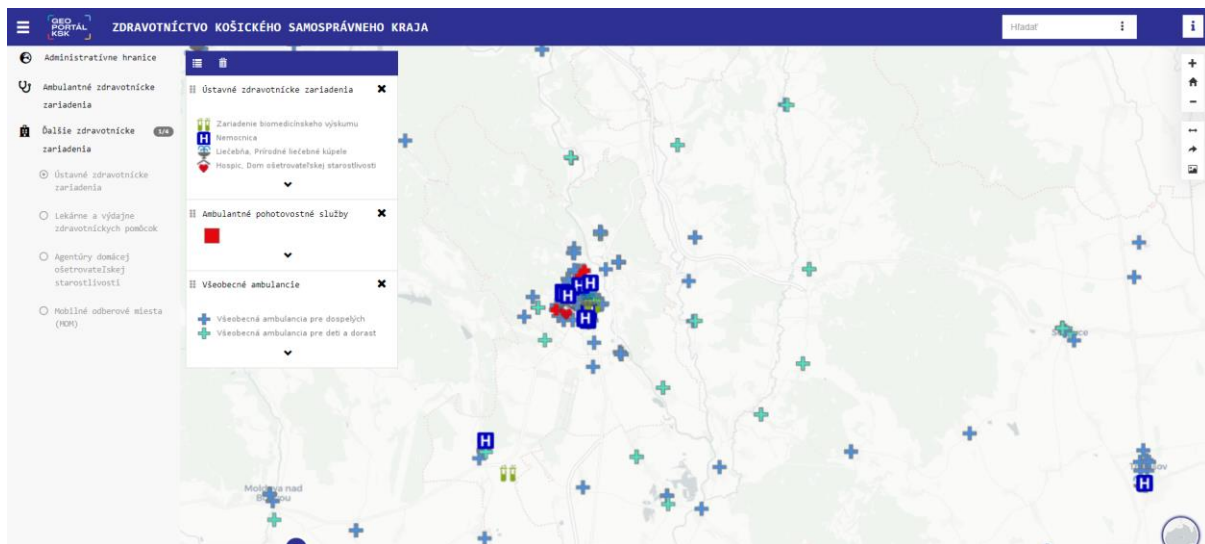 GEO
PORTÁL
KSK
ZDRAVOTNÍCTVO KOŠICKÉHO SAMOSPRÁVNEHO KRAJA
Hľadať
i
Administratívne hranice
Ambulantné zdravotnícke
zariadenia
Ďalšie zdravotnícke
zariadenia
1/4
Ústavné zdravotnícke
zariadenia
Lekárne a výdajne
zdravotníckych pomôcok
Agentúry domácej
ošetrovateľskej
starostlivosti
Mobilné odberové miesta
(MOM)
Ústavné zdravotnícke zariadenia
Zariadenie biomedicínskeho výskumu
H Nemocnica
Liečebňa, Prírodné liečebné kúpele
Hospic, Dom ošetrovateľskej starostlivosti
Ambulantné pohotovostné služby
Všeobecné ambulancie
Všeobecná ambulancia pre dospelých
Všeobecná ambulancia pre deti a dorast
H
H
H
H
Moldava nad
H